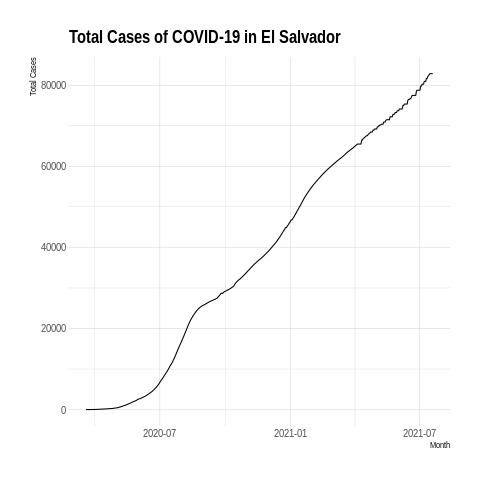 Total Cases of COVID-19 in El Salvador
Total Cases
80000
60000
40000
20000
0
2020-07 2021-01 2021-07
Month